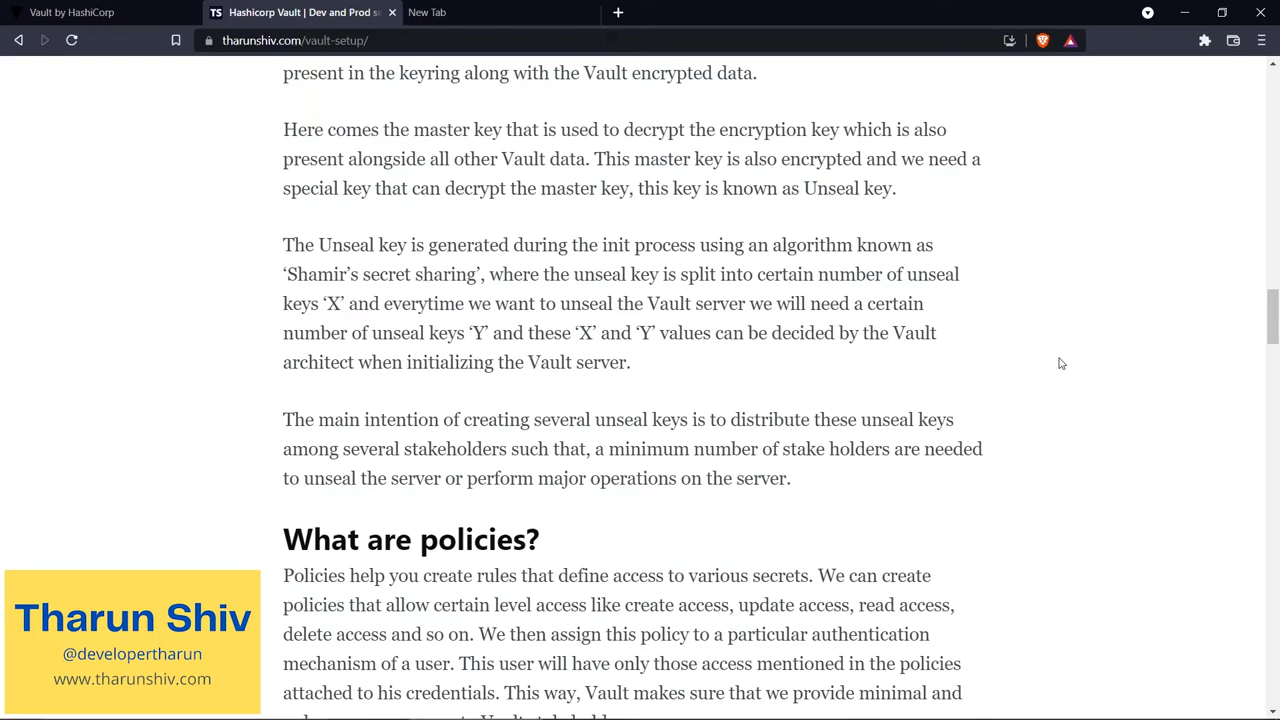 Vault by HashiCorp
TS Hashicorp Vault | Dev and Prod se
New Tab
tharunshiv.com/vault-setup/
present in the keyring along with the Vault encrypted data.
Here comes the master key that is used to decrypt the encryption key which is also
present alongside all other Vault data. This master key is also encrypted and we need a
special key that can decrypt the master key, this key is known as Unseal key.
The Unseal key is generated during the init process using an algorithm known as
‘Shamir’s secret sharing’, where the unseal key is split into certain number of unseal
keys ‘X’ and everytime we want to unseal the Vault server we will need a certain
number of unseal keys ‘Y’ and these ‘X’ and ‘Y’ values can be decided by the Vault
architect when initializing the Vault server.
The main intention of creating several unseal keys is to distribute these unseal keys
among several stakeholders such that, a minimum number of stake holders are needed
to unseal the server or perform major operations on the server.
What are policies?
Policies help you create rules that define access to various secrets. We can create
policies that allow certain level access like create access, update access, read access,
delete access and so on. We then assign this policy to a particular authentication
mechanism of a user. This user will have only those access mentioned in the policies
attached to his credentials. This way, Vault makes sure that we provide minimal and
Tharun Shiv
@developertharun
www.tharunshiv.com